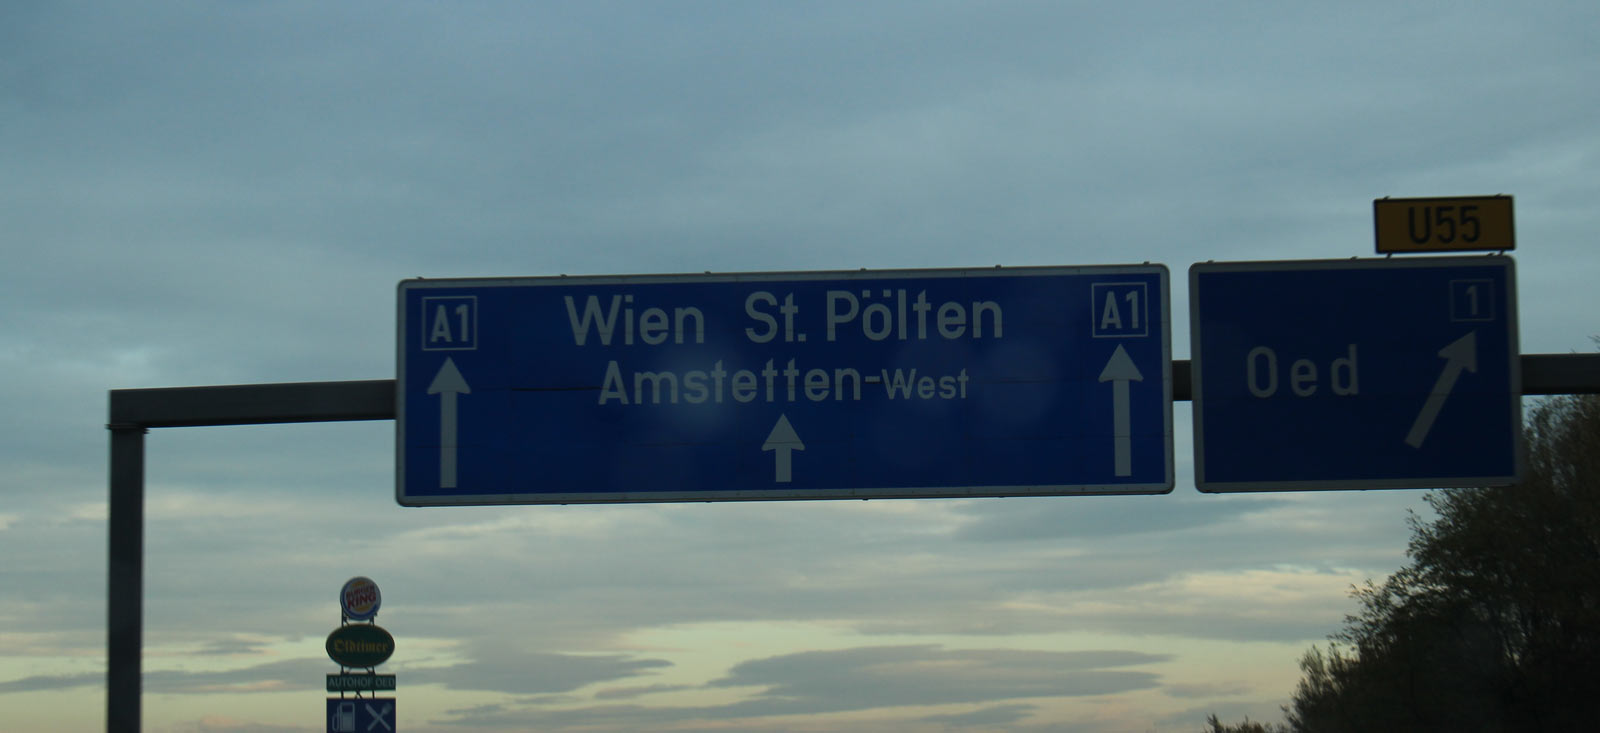 U55
A1 Wien St. Pölten A1
Amstetten-West
1
Oed
BURGER
KING
Oldtimer
AUTOHOF OED